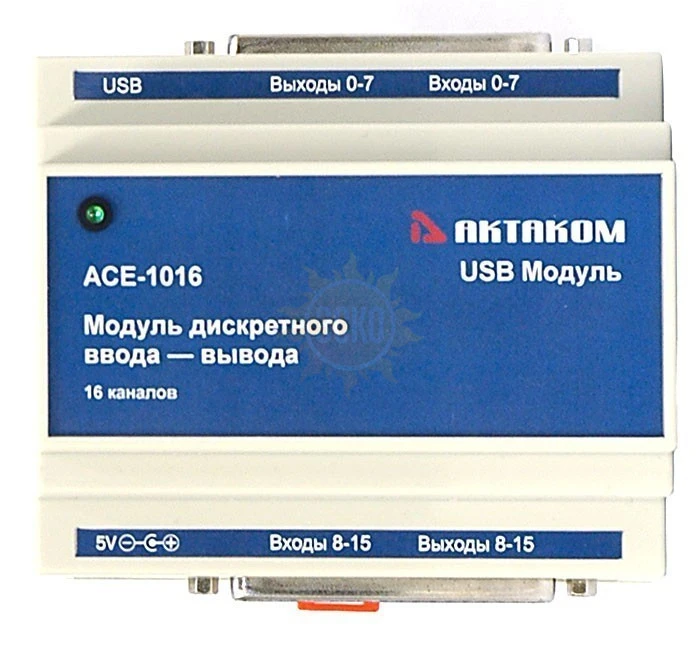 USB Выходы 0-7 Входы 0-7
АКТАКОМ
ACE-1016 USB Модуль
Модуль дискретного
ввода — вывода
16 каналов
5V Входы 8-15 Выходы 8-15